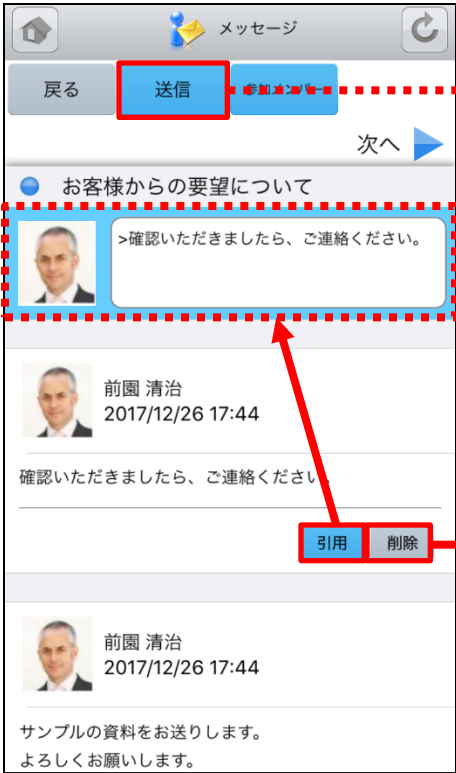 メッセージ
戻る
送信
参加メンバー
次へ
お客様からの要望について
>確認いただきましたら、ご連絡ください。
前園 清治
2017/12/26 17:44
確認いただきましたら、ご連絡ください。
引用
削除
前園 清治
2017/12/26 17:44
サンプルの資料をお送りします。
よろしくお願いします。